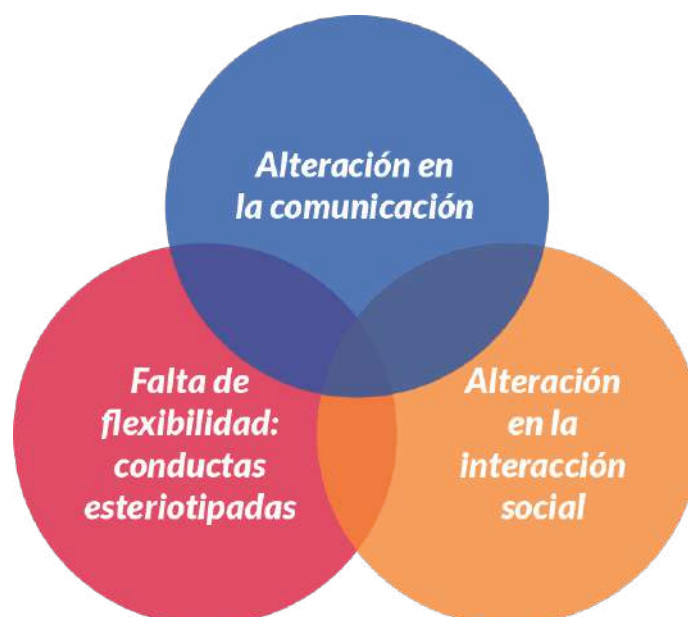 Alteración en
la comunicación
Falta de
flexibilidad:
conductas
esteriotipadas
Alteración
en la
interacción
social